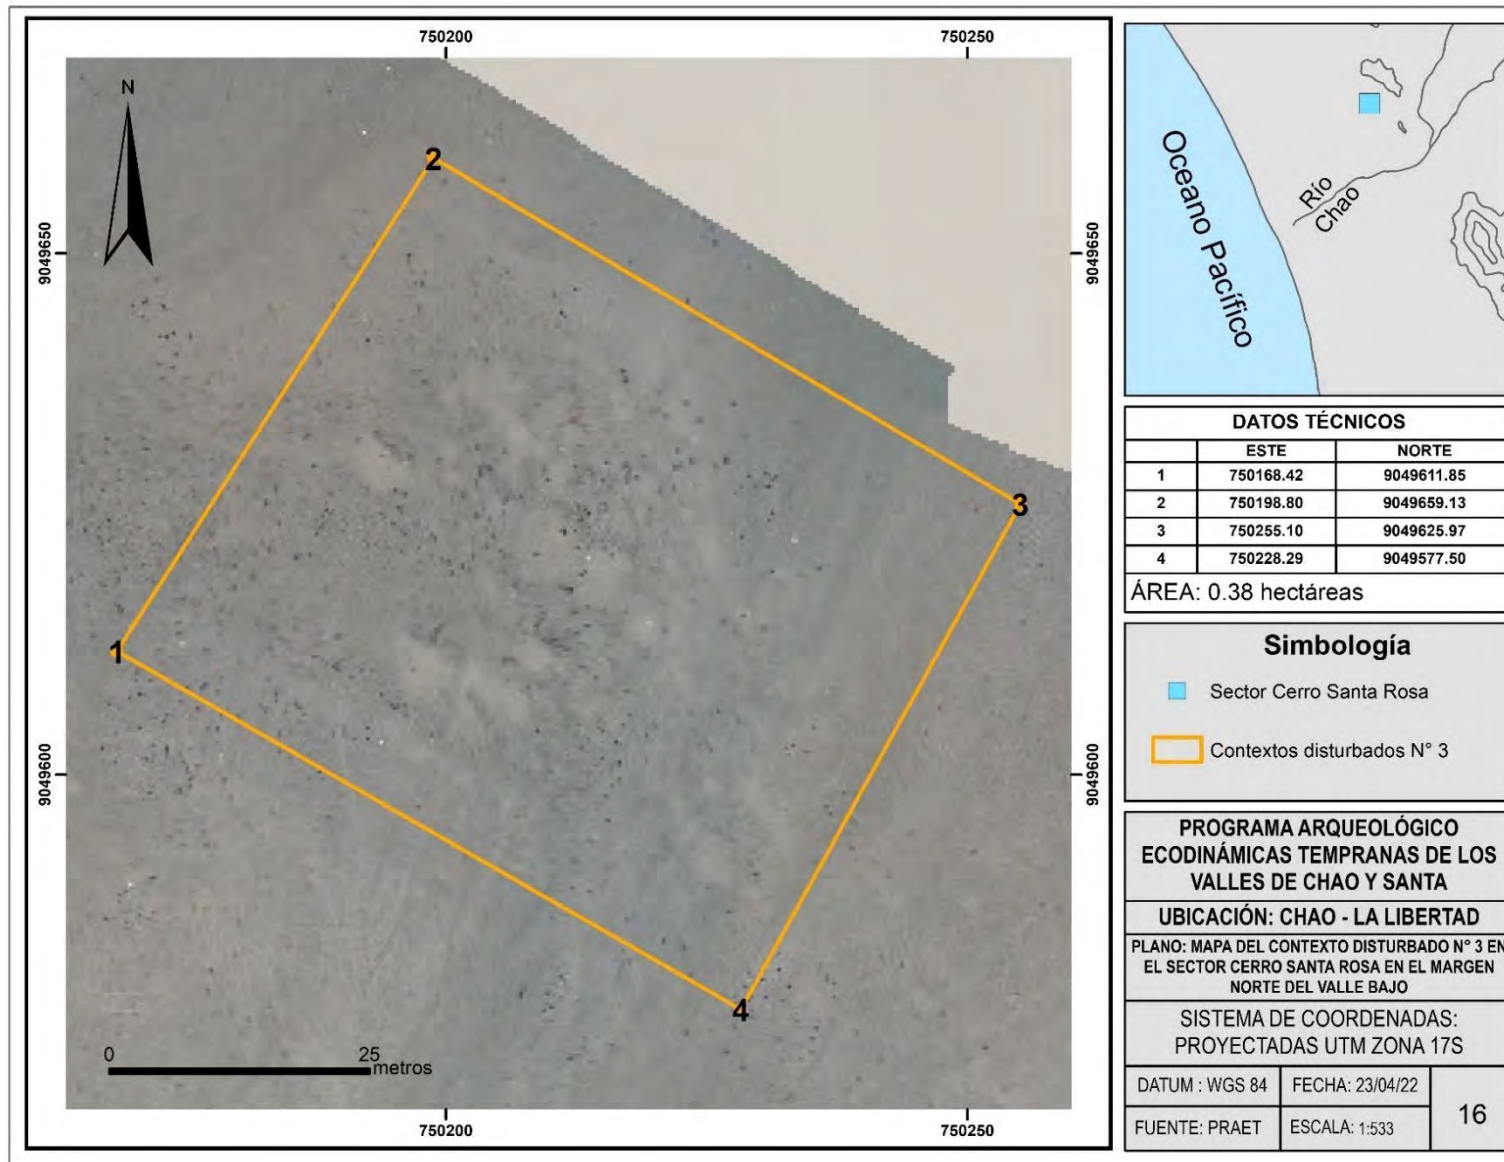 750200
750250
N
2
9049650
9049650
3
1
9049600
9049600
4
0
25
metros
750200
750250
Oceano Pacífico
Río
Chao
DATOS TÉCNICOS
ESTE NORTE
1 750168.42 9049611.85
2 750198.80 9049659.13
3 750255.10 9049625.97
4 750228.29 9049577.50
ÁREA: 0.38 hectáreas
Simbología
Sector Cerro Santa Rosa
Contextos disturbados N° 3
PROGRAMA ARQUEOLÓGICO
ECODINÁMICAS TEMPRANAS DE LOS
VALLES DE CHAO Y SANTA
UBICACIÓN: CHAO - LA LIBERTAD
PLANO: MAPA DEL CONTEXTO DISTURBADO N° 3 EN
EL SECTOR CERRO SANTA ROSA EN EL MARGEN
NORTE DEL VALLE BAJO
SISTEMA DE COORDENADAS:
PROYECTADAS UTM ZONA 17S
DATUM : WGS 84 FECHA: 23/04/22
FUENTE: PRAET ESCALA: 1:533
16